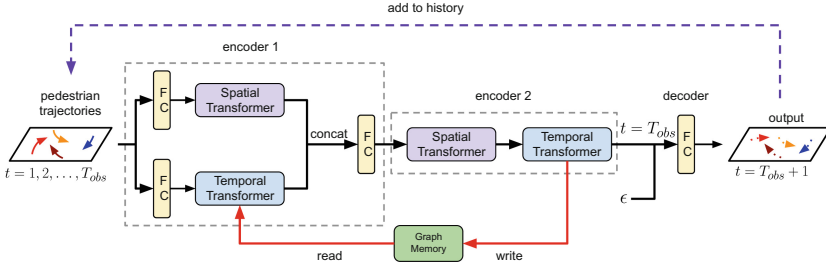 add to history
encoder 1
pedestrian
trajectories
t = 1, 2, . . . , T_obs
F
C
Spatial
Transformer
F
C
Temporal
Transformer
concat
F
C
encoder 2
Spatial
Transformer
Temporal
Transformer
t = T_obs
ϵ
decoder
F
C
output
t = T_obs + 1
Graph
Memory
read
write